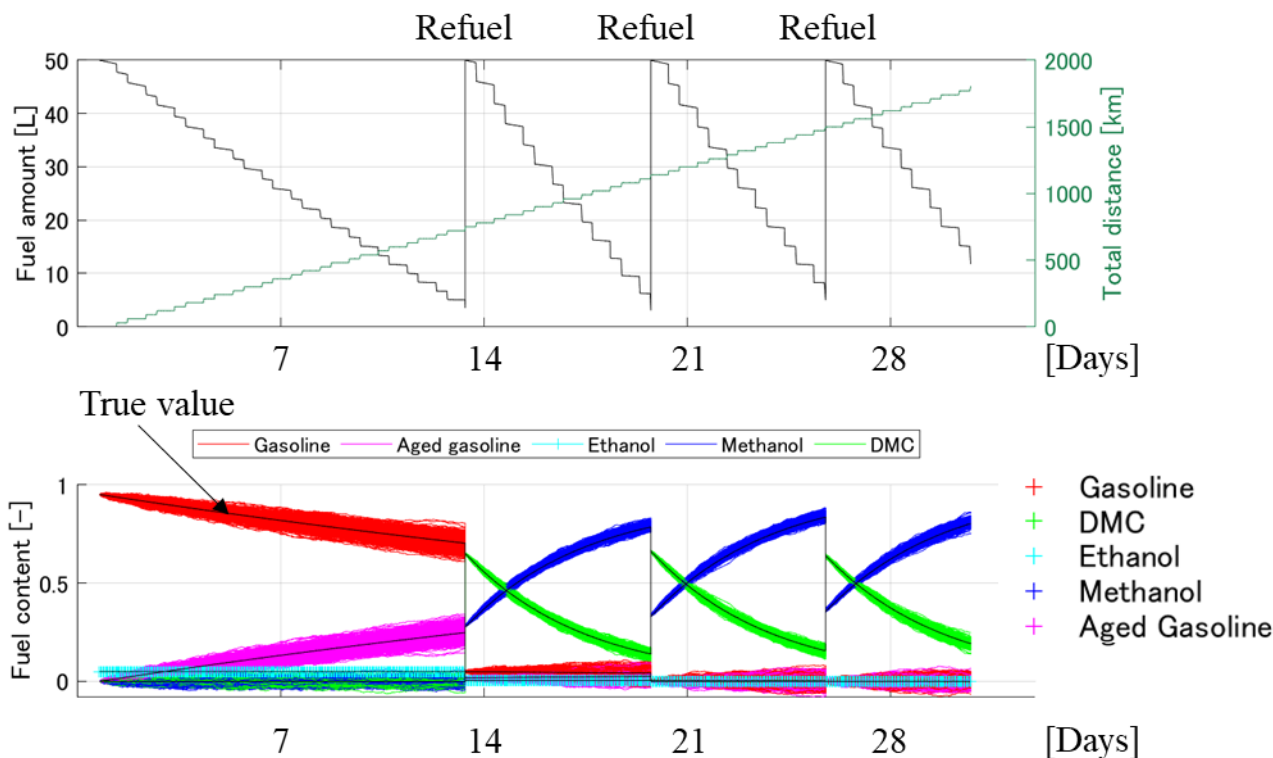 Refuel Refuel Refuel
50 2000
40
30
20
10
0
1500
1000
500
0
Fuel amount [L]
Total distance [km]
7 14 21 28 [Days]
True value
Gasoline Aged gasoline Ethanol Methanol DMC
1
0.5
0
Fuel content [-]
Gasoline
DMC
Ethanol
Methanol
Aged Gasoline
7 14 21 28 [Days]